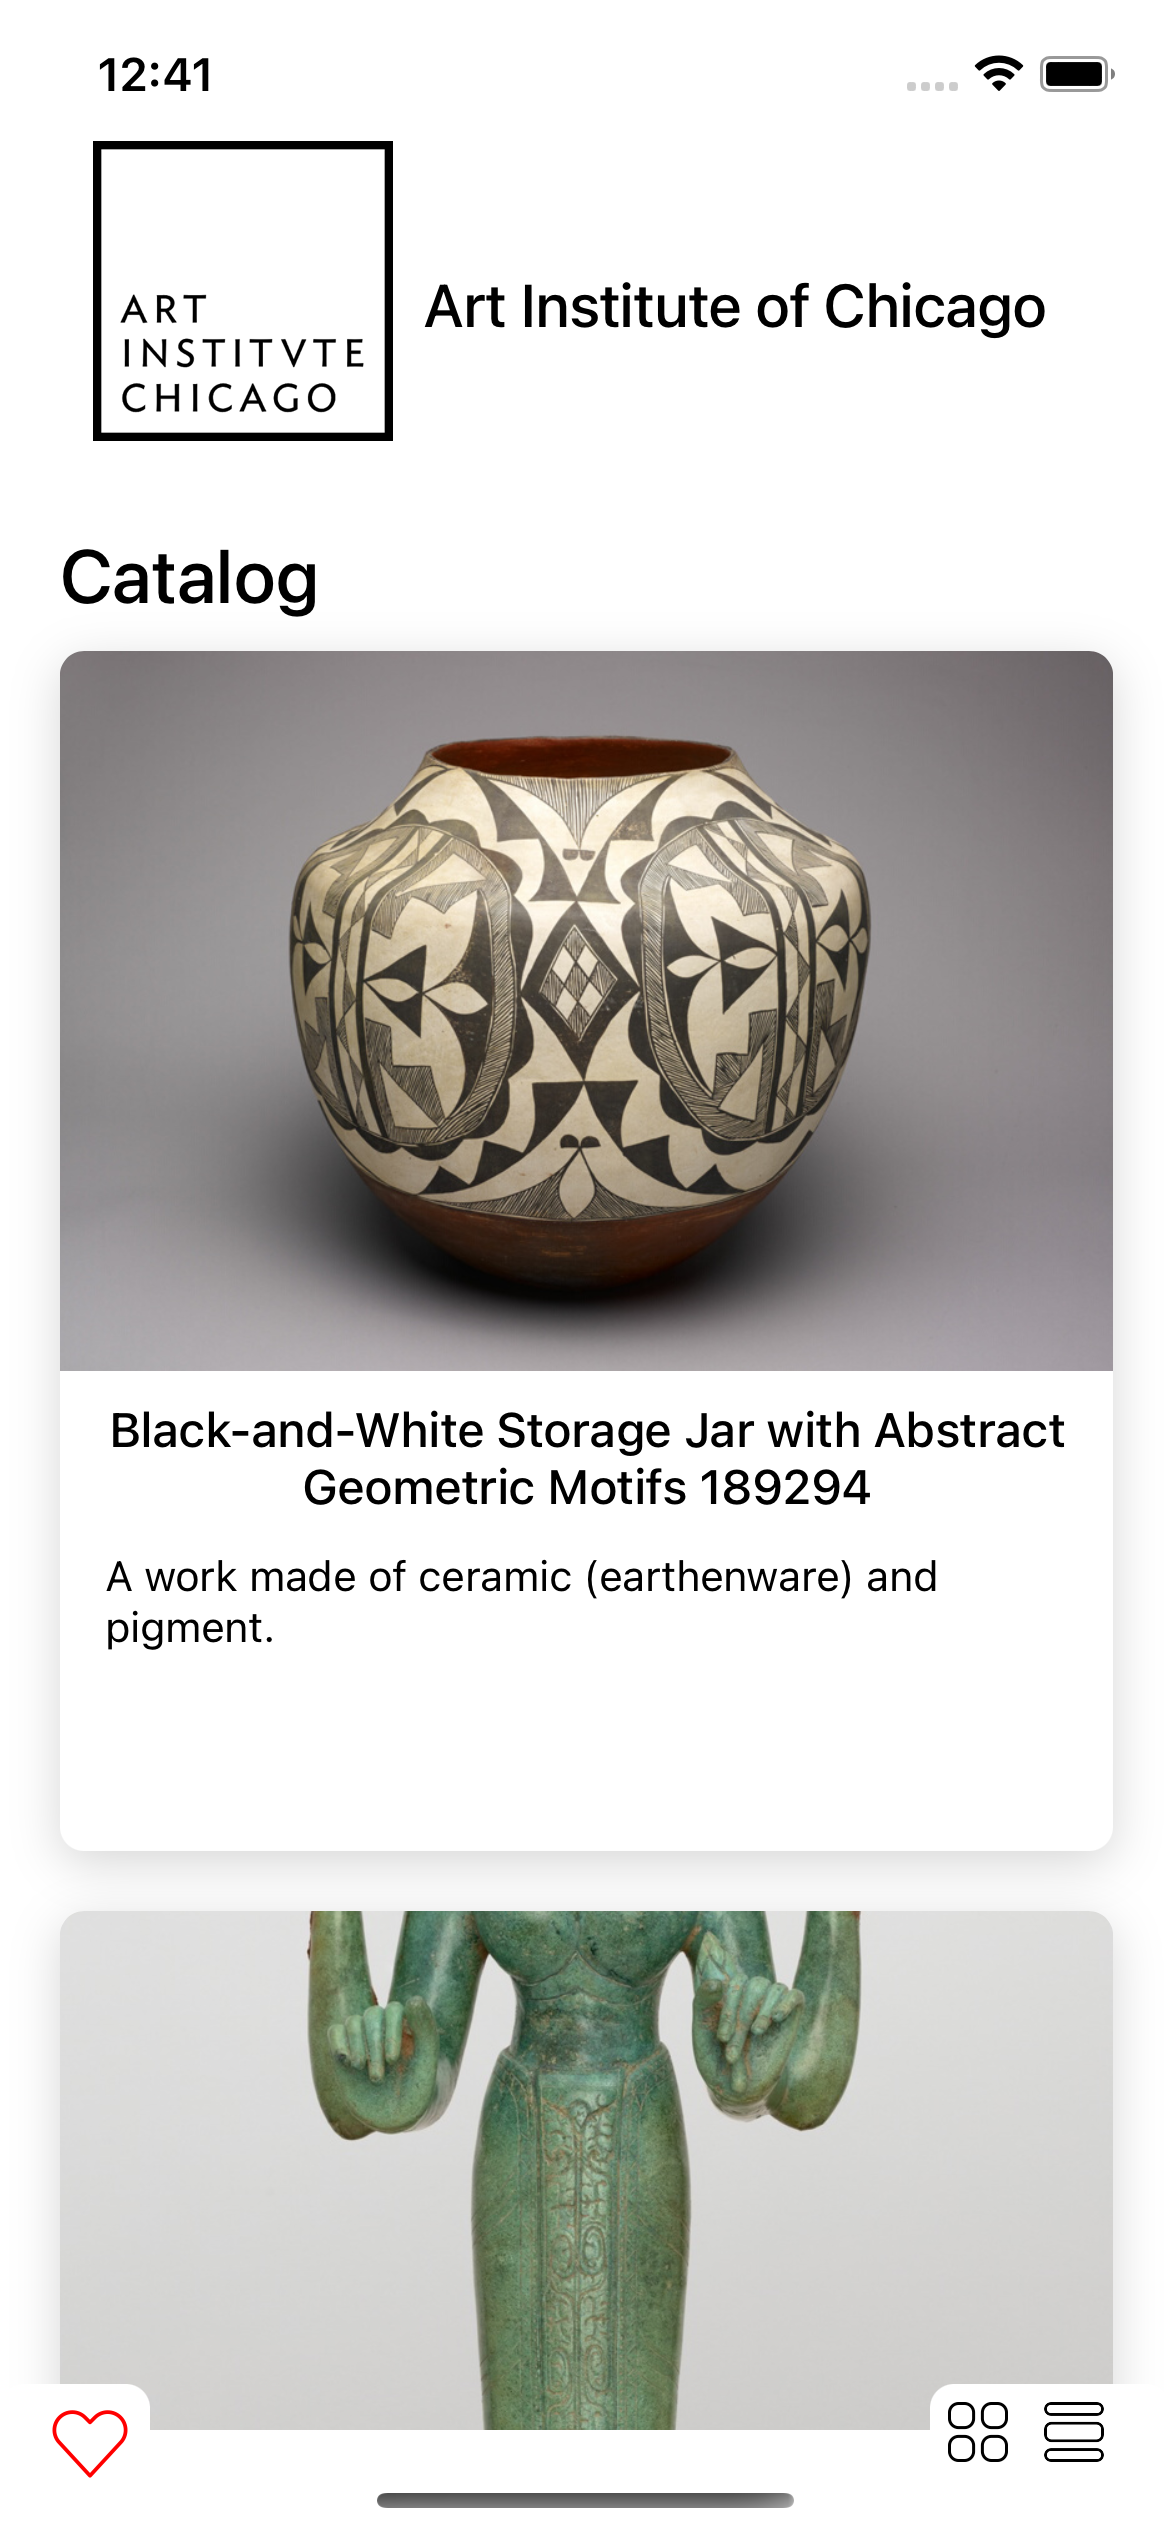 12:41
ART
INSTITVTE
CHICAGO
Art Institute of Chicago
Catalog
Black-and-White Storage Jar with Abstract
Geometric Motifs 189294
A work made of ceramic (earthenware) and
pigment.